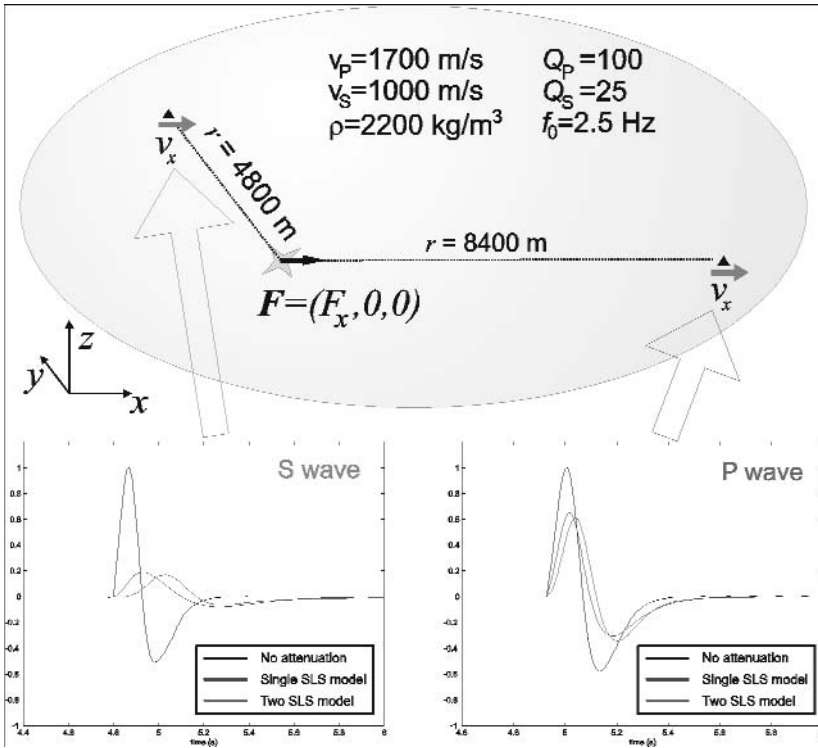 v_P=1700 m/s Q_P=100
v_S=1000 m/s Q_S=25
ρ=2200 kg/m³ f_0=2.5 Hz
v_x
r = 4800 m
r = 8400 m
v_x
F=(F_x,0,0)
z
y
x
S wave
1
0.8
0.6
0.4
0.2
0
-0.2
-0.4
-0.6
-0.8
-1
No attenuation
Single SLS model
Two SLS model
4.4 4.6 4.8 5 5.2 5.4 5.6 5.8 6
time (s)
P wave
1
0.8
0.6
0.4
0.2
0
-0.2
-0.4
-0.6
-0.8
-1
No attenuation
Single SLS model
Two SLS model
4.6 4.8 5 5.2 5.4 5.6 5.8
time (s)